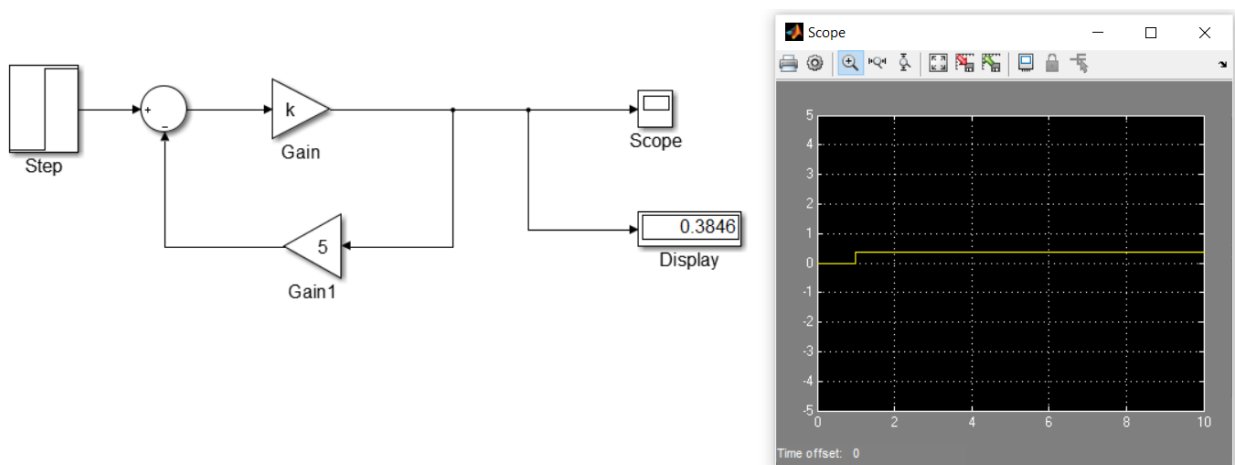 Step
+
−
k
Gain
5
Gain1
Scope
0.3846
Display
Scope
5
4
3
2
1
0
-1
-2
-3
-4
-5
0 2 4 6 8 10
Time offset: 0